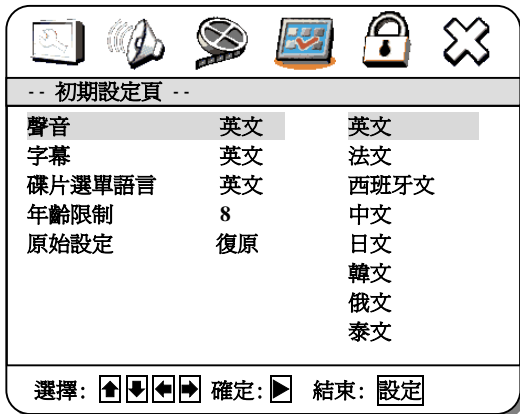 -- 初期設定頁 --
聲音 英文 英文
字幕 英文 法文
碟片選單語言 英文 西班牙文
年齡限制 8 中文
原始設定 復原 日文
韓文
俄文
泰文
選擇: 確定: 結束: 設定